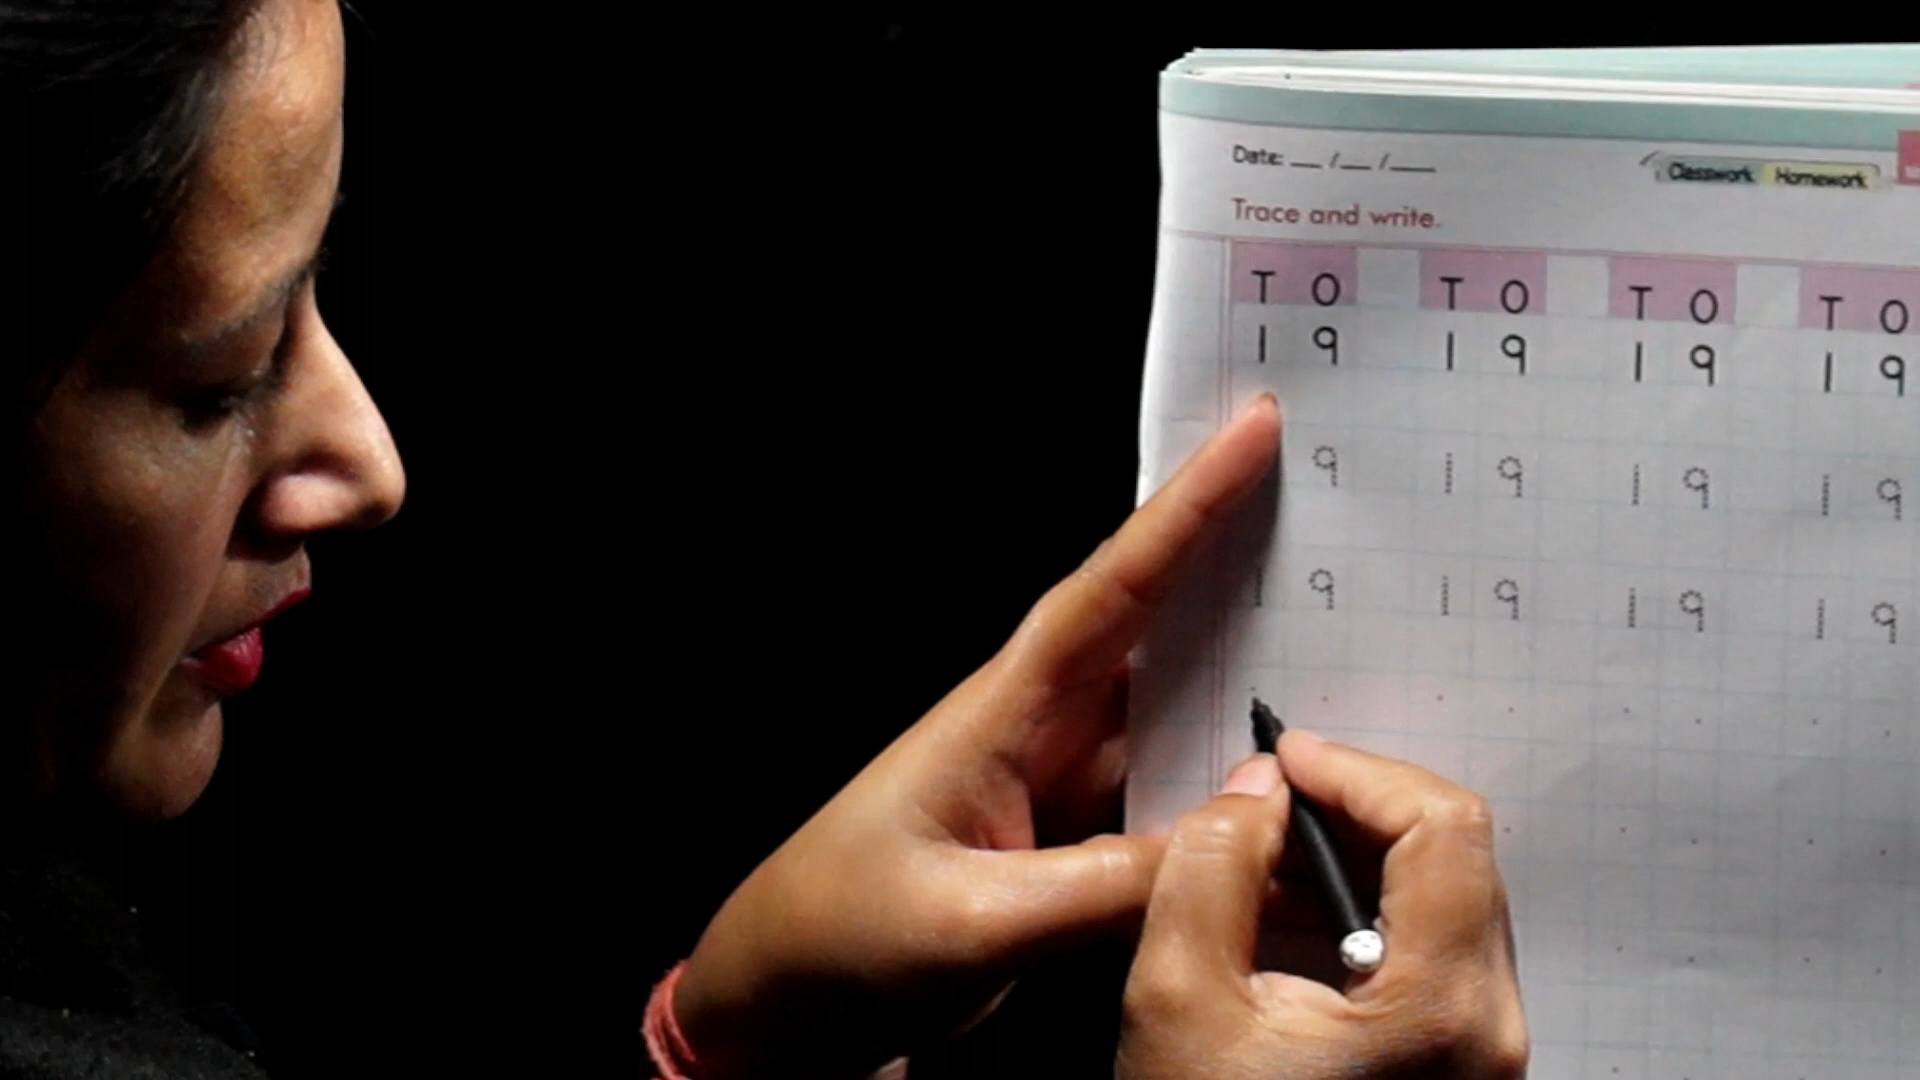 Date: __ /__ /___
Classwork Homework
Trace and write.
T O T O T O T O
1 9 1 9 1 9 1 9
9 1 9 1 9 1 9
1 9 1 9 1 9 1 9